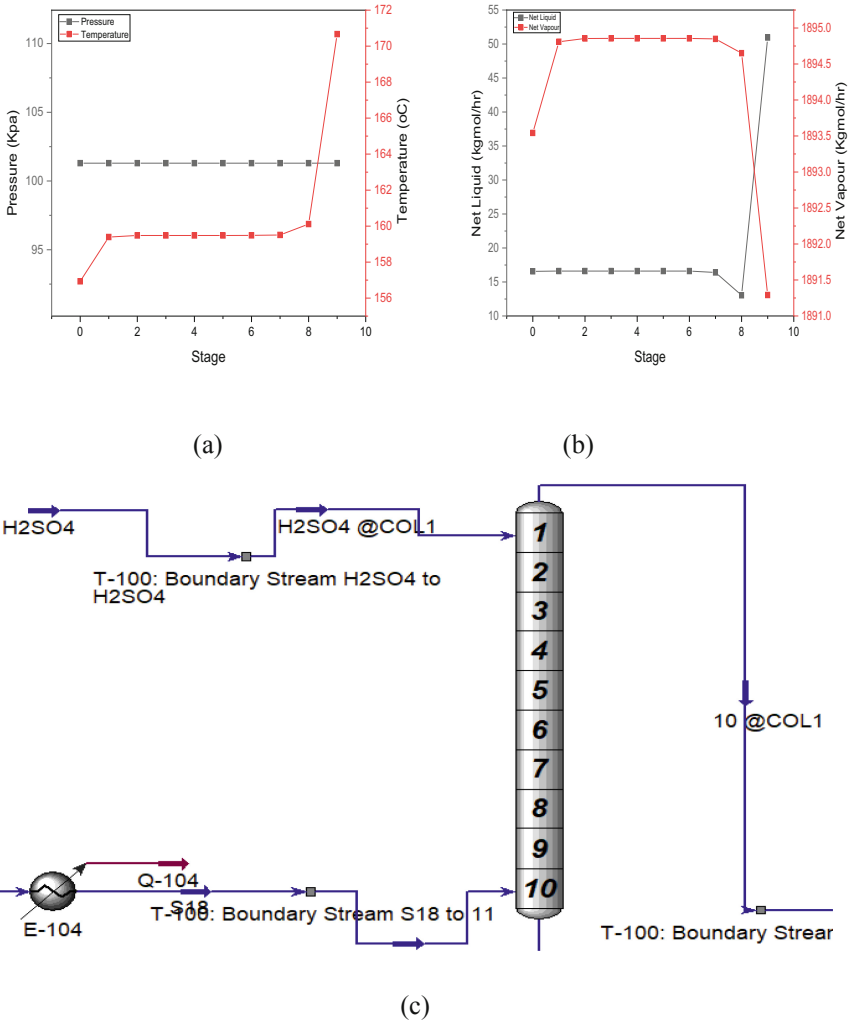 Pressure
Temperature
Pressure (Kpa)
110
105
100
95
172
170
168
166
164
162
160
158
156
Temperature (oC)
0 2 4 6 8 10
Stage
Net Liquid
Net Vapour
Net Liquid (kgmol/hr)
55
50
45
40
35
30
25
20
15
10
1895.0
1894.5
1894.0
1893.5
1893.0
1892.5
1892.0
1891.5
1891.0
Net Vapour (Kgmol/hr)
0 2 4 6 8 10
Stage
(a) (b)
H2SO4
H2SO4 @COL1
T-100: Boundary Stream H2SO4 to
H2SO4
1
2
3
4
5
6
7
8
9
10
10 @COL1
Q-104
S18
E-104
T-100: Boundary Stream S18 to 11
T-100: Boundary Strear
(c)